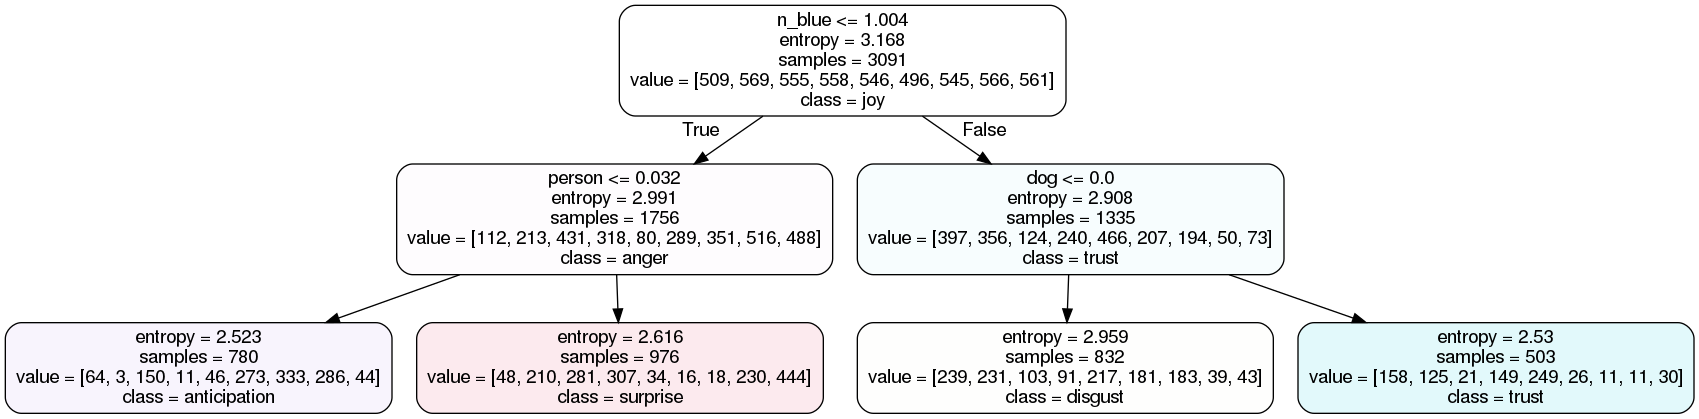 n_blue <= 1.004
entropy = 3.168
samples = 3091
value = [509, 569, 555, 558, 546, 496, 545, 566, 561]
class = joy
True
False
person <= 0.032
entropy = 2.991
samples = 1756
value = [112, 213, 431, 318, 80, 289, 351, 516, 488]
class = anger
dog <= 0.0
entropy = 2.908
samples = 1335
value = [397, 356, 124, 240, 466, 207, 194, 50, 73]
class = trust
entropy = 2.523
samples = 780
value = [64, 3, 150, 11, 46, 273, 333, 286, 44]
class = anticipation
entropy = 2.616
samples = 976
value = [48, 210, 281, 307, 34, 16, 18, 230, 444]
class = surprise
entropy = 2.959
samples = 832
value = [239, 231, 103, 91, 217, 181, 183, 39, 43]
class = disgust
entropy = 2.53
samples = 503
value = [158, 125, 21, 149, 249, 26, 11, 11, 30]
class = trust